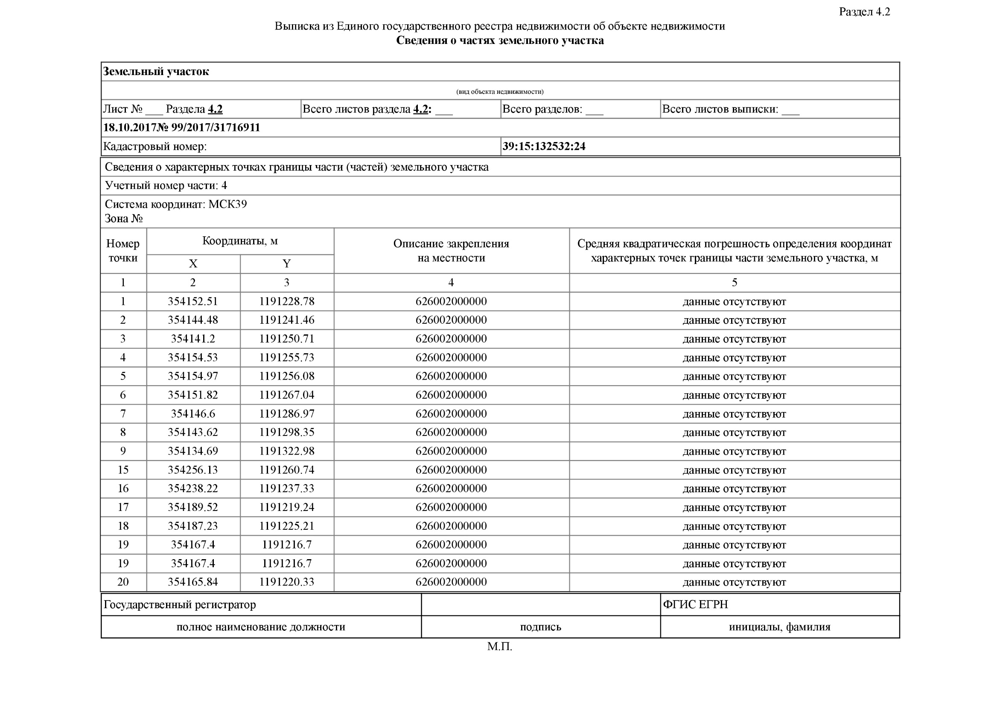 Раздел 4.2
Выписка из Единого государственного реестра недвижимости об объекте недвижимости
Сведения о частях земельного участка
Земельный участок
(вид объекта недвижимости)
Лист № ___ Раздела 4.2 Всего листов раздела 4.2: ___ Всего разделов: ___ Всего листов выписки: ___
18.10.2017№ 99/2017/31716911
Кадастровый номер: 39:15:132532:24
Сведения о характерных точках границы части (частей) земельного участка
Учетный номер части: 4
Система координат: МСК39
Зона №
Номер точки Координаты, м Описание закрепления на местности Средняя квадратическая погрешность определения координат характерных точек границы части земельного участка, м
X Y
1 2 3 4 5
1 354152.51 1191228.78 626002000000 данные отсутствуют
2 354144.48 1191241.46 626002000000 данные отсутствуют
3 354141.2 1191250.71 626002000000 данные отсутствуют
4 354154.53 1191255.73 626002000000 данные отсутствуют
5 354154.97 1191256.08 626002000000 данные отсутствуют
6 354151.82 1191267.04 626002000000 данные отсутствуют
7 354146.6 1191286.97 626002000000 данные отсутствуют
8 354143.62 1191298.35 626002000000 данные отсутствуют
9 354134.69 1191322.98 626002000000 данные отсутствуют
15 354256.13 1191260.74 626002000000 данные отсутствуют
16 354238.22 1191237.33 626002000000 данные отсутствуют
17 354189.52 1191219.24 626002000000 данные отсутствуют
18 354187.23 1191225.21 626002000000 данные отсутствуют
19 354167.4 1191216.7 626002000000 данные отсутствуют
19 354167.4 1191216.7 626002000000 данные отсутствуют
20 354165.84 1191220.33 626002000000 данные отсутствуют
Государственный регистратор ФГИС ЕГРН
полное наименование должности подпись инициалы, фамилия
М.П.